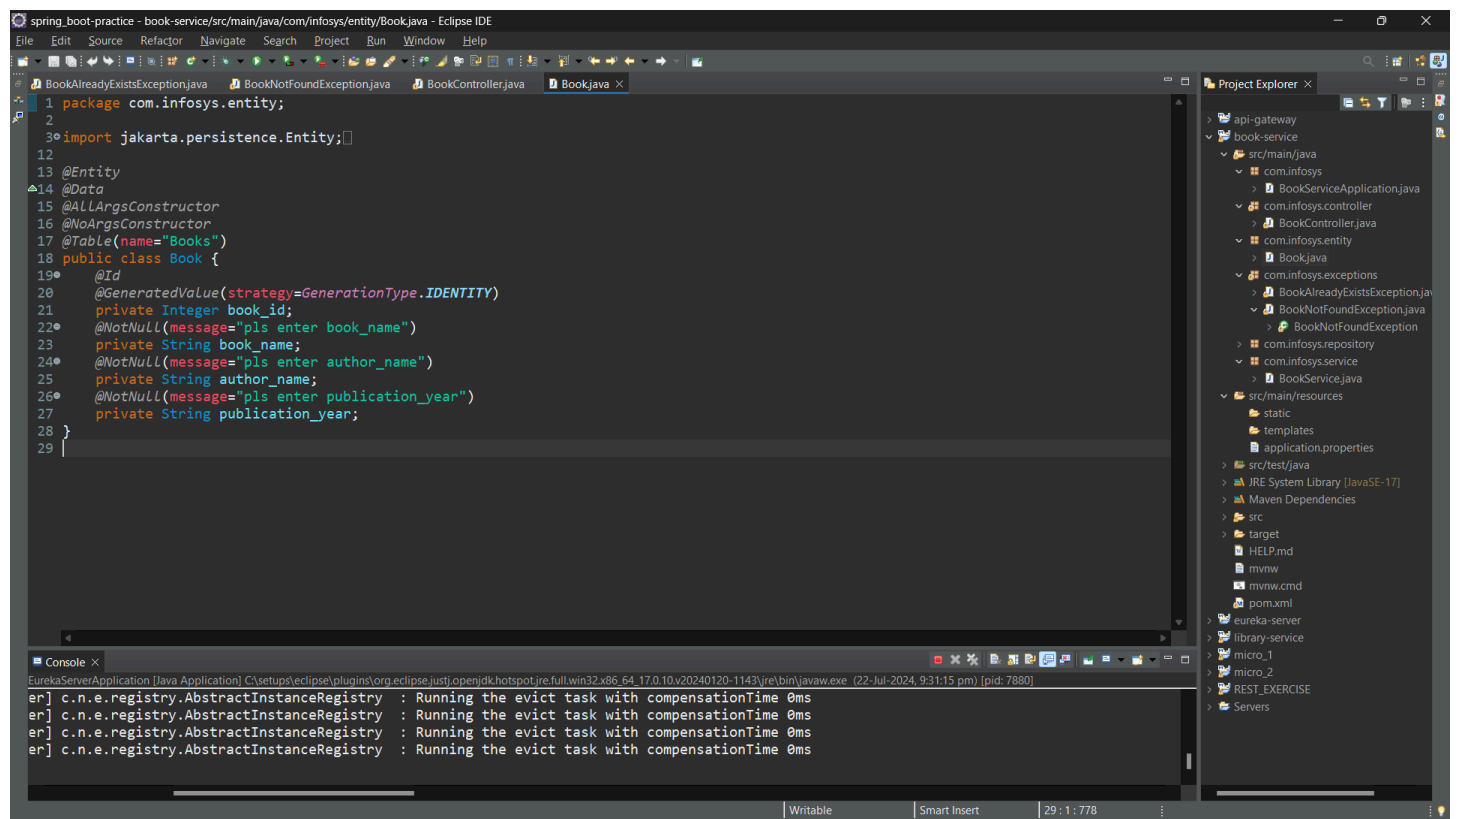 spring_boot-practice - book-service/src/main/java/com/infosys/entity/Book.java - Eclipse IDE
File Edit Source Refactor Navigate Search Project Run Window Help
BookAlreadyExistsException.java BookNotFoundException.java BookController.java Book.java
1 package com.infosys.entity;
2
3 import jakarta.persistence.Entity;
12
13 @Entity
14 @Data
15 @AllArgsConstructor
16 @NoArgsConstructor
17 @Table(name="Books")
18 public class Book {
19 @Id
20 @GeneratedValue(strategy=GenerationType.IDENTITY)
21 private Integer book_id;
22 @NotNull(message="pls enter book_name")
23 private String book_name;
24 @NotNull(message="pls enter author_name")
25 private String author_name;
26 @NotNull(message="pls enter publication_year")
27 private String publication_year;
28 }
29
Project Explorer
api-gateway
book-service
src/main/java
com.infosys
BookServiceApplication.java
com.infosys.controller
BookController.java
com.infosys.entity
Book.java
com.infosys.exceptions
BookAlreadyExistsException.jav
BookNotFoundException.java
BookNotFoundException
com.infosys.repository
com.infosys.service
BookService.java
src/main/resources
static
templates
application.properties
src/test/java
JRE System Library [JavaSE-17]
Maven Dependencies
src
target
HELP.md
mvnw
mvnw.cmd
pom.xml
eureka-server
library-service
micro_1
micro_2
REST_EXERCISE
Servers
Console
EurekaServerApplication [Java Application] C:\setups\eclipse\plugins\org.eclipse.justj.openjdk.hotspot.jre.full.win32.x86_64_17.0.10.v20240120-1143\jre\bin\javaw.exe (22-Jul-2024, 9:31:15 pm) [pid: 7880]
er] c.n.e.registry.AbstractInstanceRegistry : Running the evict task with compensationTime 0ms
er] c.n.e.registry.AbstractInstanceRegistry : Running the evict task with compensationTime 0ms
er] c.n.e.registry.AbstractInstanceRegistry : Running the evict task with compensationTime 0ms
er] c.n.e.registry.AbstractInstanceRegistry : Running the evict task with compensationTime 0ms
Writable Smart Insert 29 : 1 : 778